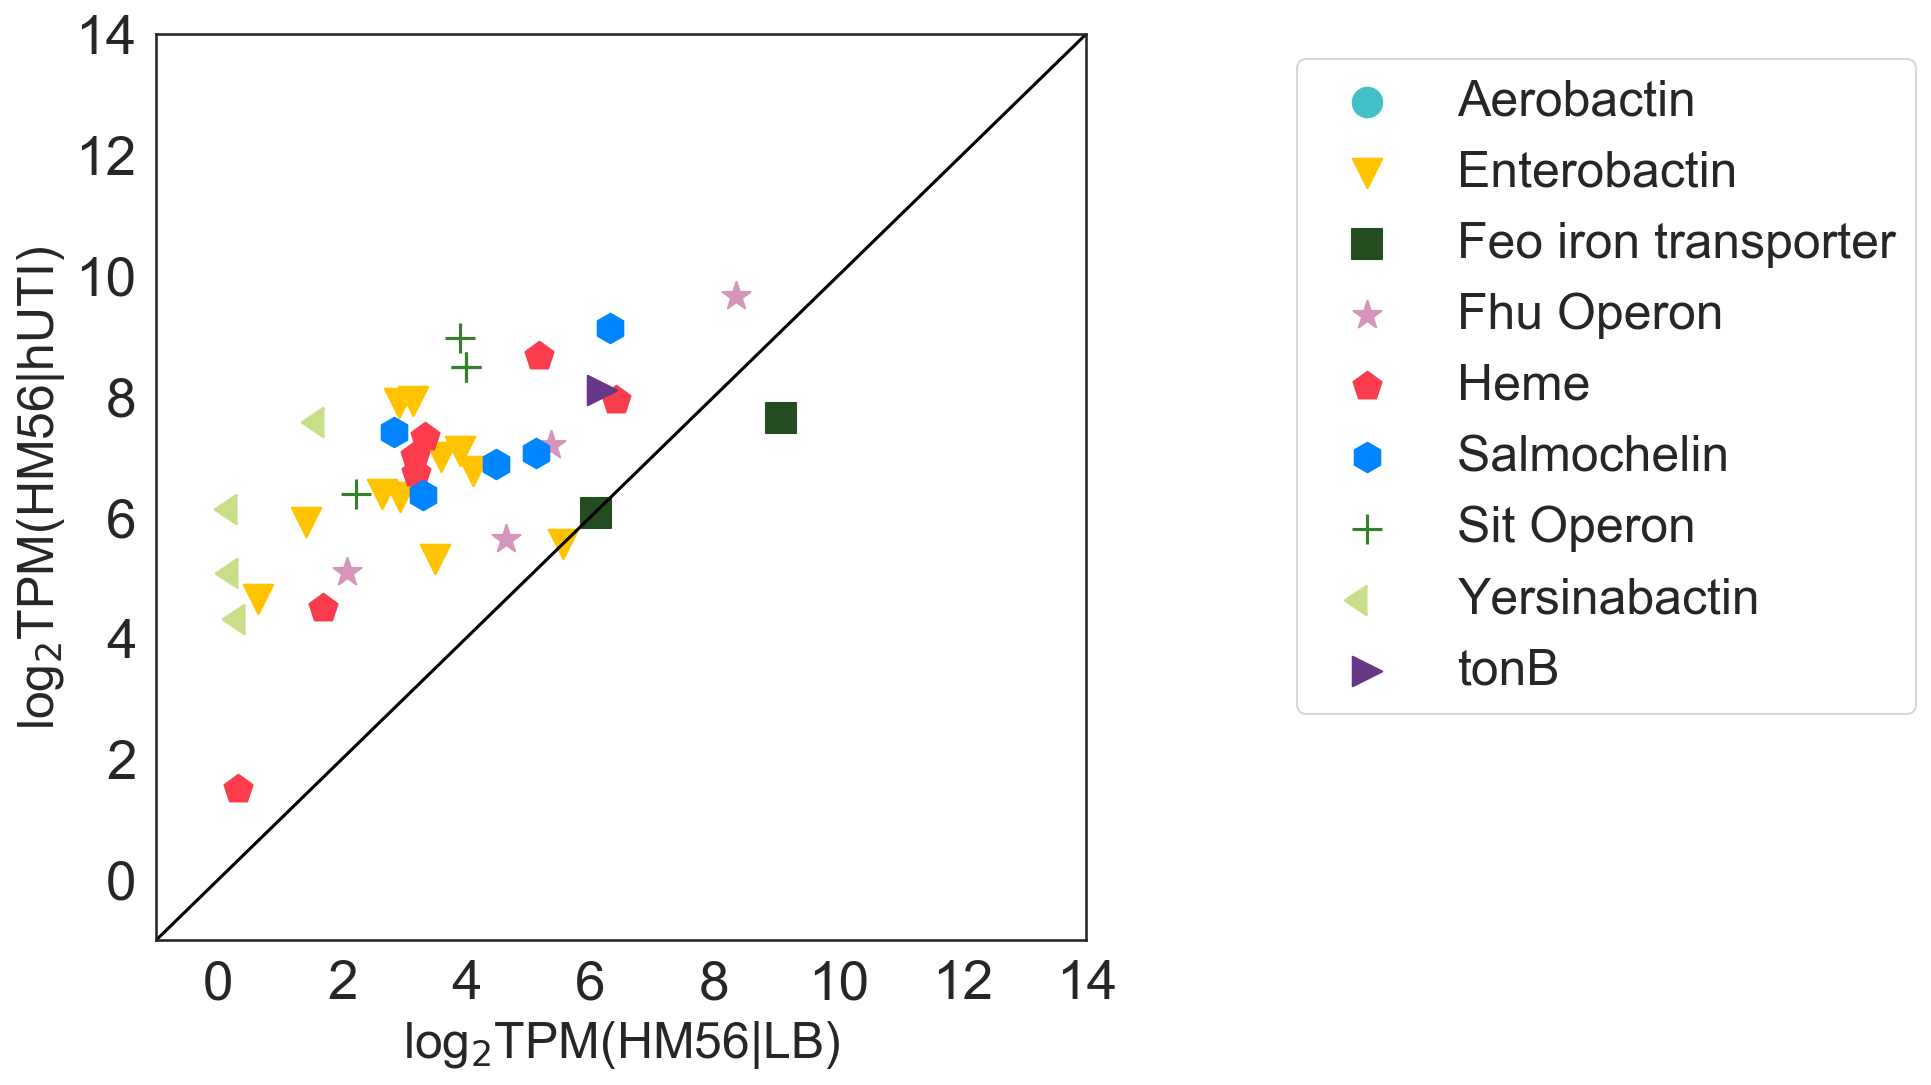 14
12
10
8
6
4
2
0
log₂TPM(HM56|hUTI)
0 2 4 6 8 10 12 14
log₂TPM(HM56|LB)
Aerobactin
Enterobactin
Feo iron transporter
Fhu Operon
Heme
Salmochelin
Sit Operon
Yersinabactin
tonB